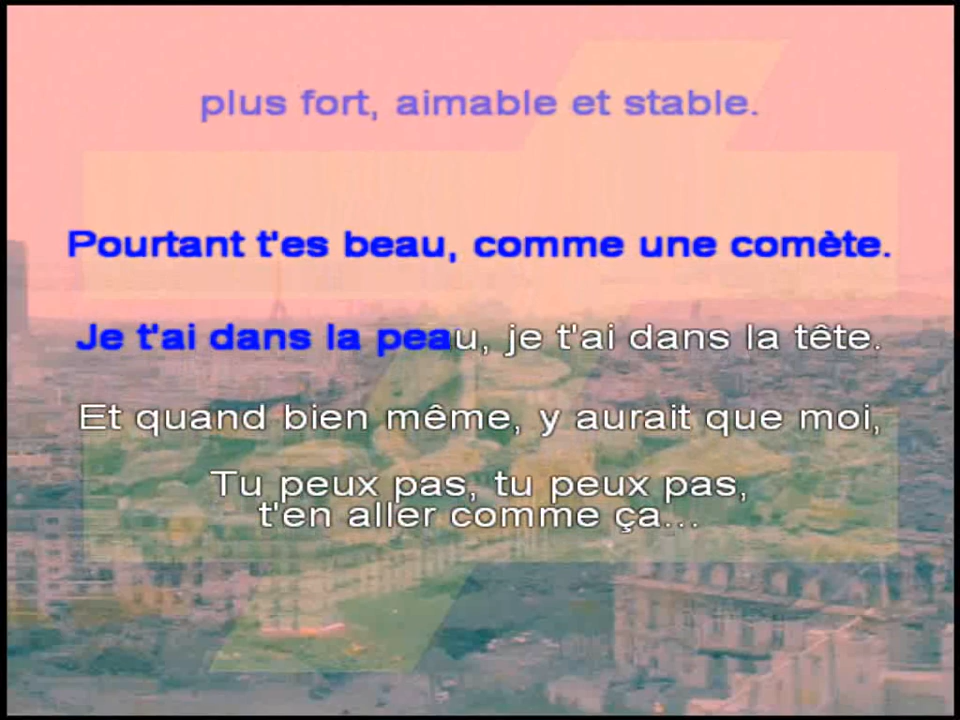 plus fort, aimable et stable.
Pourtant t'es beau, comme une comète.
Je t'ai dans la peau, je t'ai dans la tête.
Et quand bien même, y aurait que moi,
Tu peux pas, tu peux pas,
t'en aller comme ça...